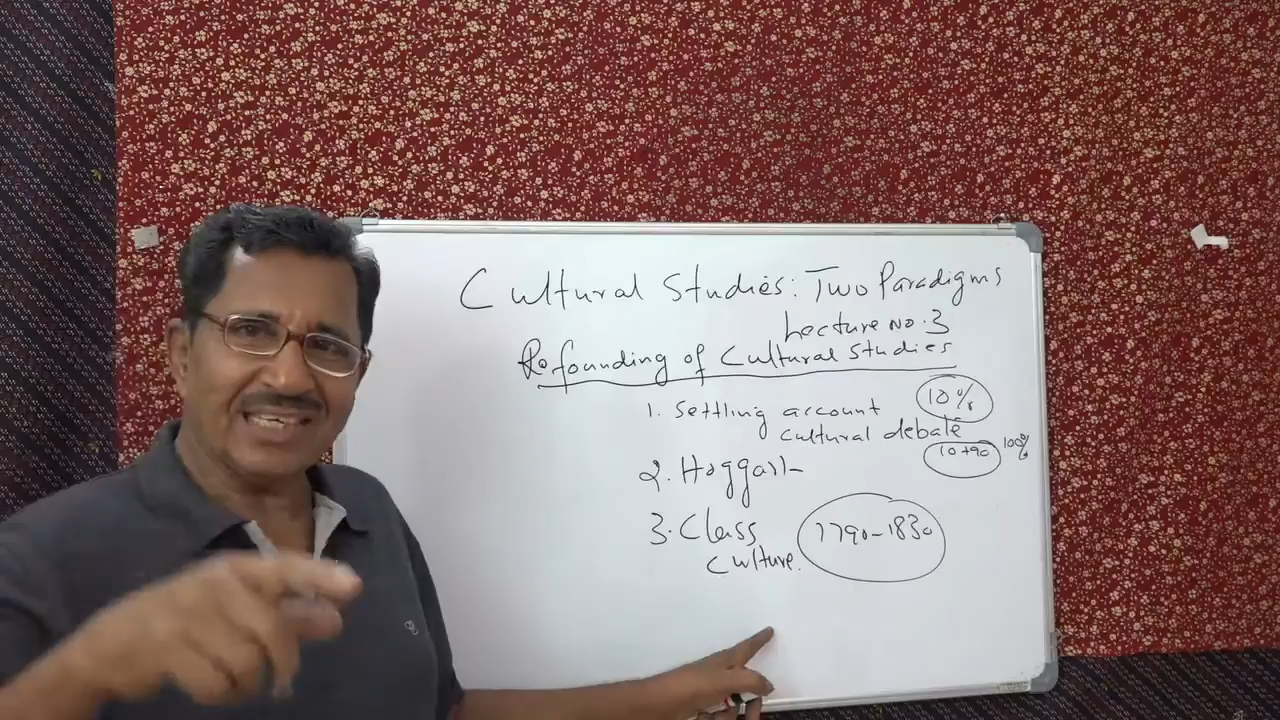 Cultural Studies: Two Paradigms
Lecture No. 3
Refounding of Cultural Studies
1. Settling account
10%
cultural debate
10+90
100%
2. Hoggart
3. Class
1790-1830
culture.